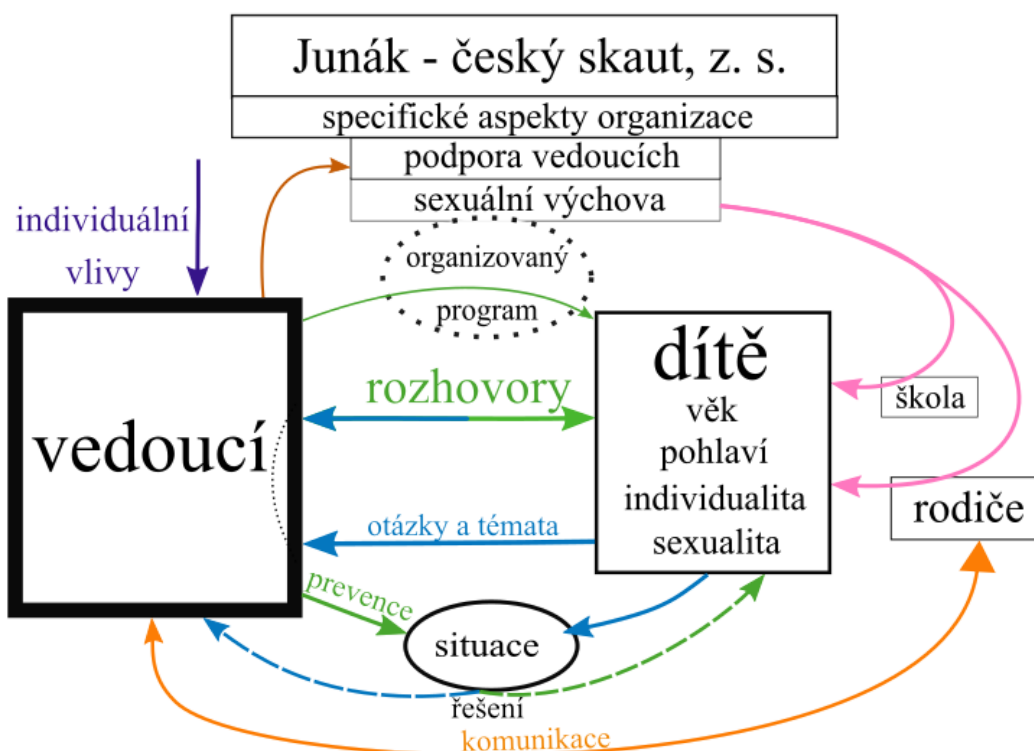 Junák - český skaut, z. s.
specifické aspekty organizace
podpora vedoucích
sexuální výchova
individuální
vlivy
organizovaný
program
vedoucí
rozhovory
dítě
věk
pohlaví
individualita
sexualita
škola
rodiče
otázky a témata
prevence
situace
řešení
komunikace